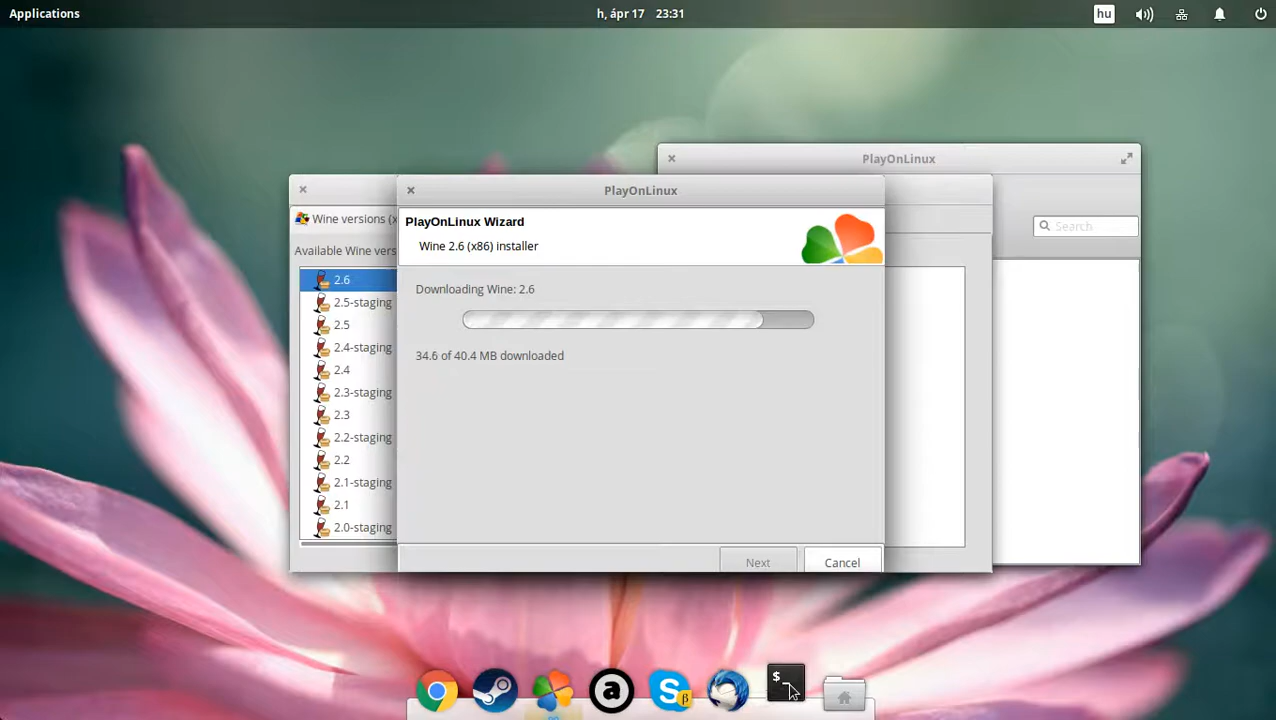 Applications
h, ápr 17 23:31
hu
PlayOnLinux
PlayOnLinux
Search
PlayOnLinux Wizard
Wine 2.6 (x86) installer
Wine versions (x
Available Wine vers
Downloading Wine: 2.6
34.6 of 40.4 MB downloaded
2.6
2.5-staging
2.5
2.4-staging
2.4
2.3-staging
2.3
2.2-staging
2.2
2.1-staging
2.1
2.0-staging
Next
Cancel
a
S
β
$_